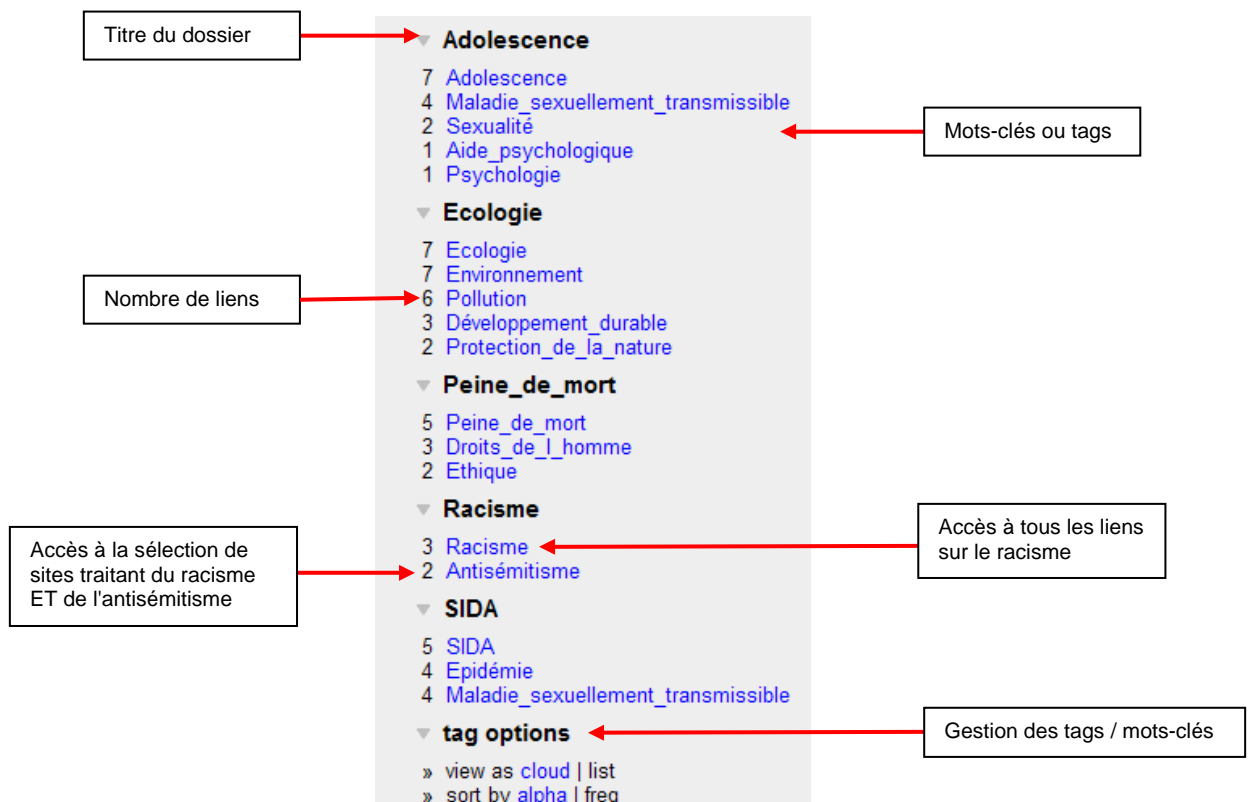 Titre du dossier
Adolescence
7 Adolescence
4 Maladie_sexuellement_transmissible
2 Sexualité
1 Aide_psychologique
1 Psychologie
Mots-clés ou tags
Ecologie
7 Ecologie
7 Environnement
6 Pollution
3 Développement_durable
2 Protection_de_la_nature
Nombre de liens
Peine_de_mort
5 Peine_de_mort
3 Droits_de_l_homme
2 Ethique
Racisme
3 Racisme
2 Antisémitisme
Accès à tous les liens
sur le racisme
Accès à la sélection de
sites traitant du racisme
ET de l'antisémitisme
SIDA
5 SIDA
4 Epidémie
4 Maladie_sexuellement_transmissible
tag options
Gestion des tags / mots-clés
» view as cloud | list
» sort by alpha | freq